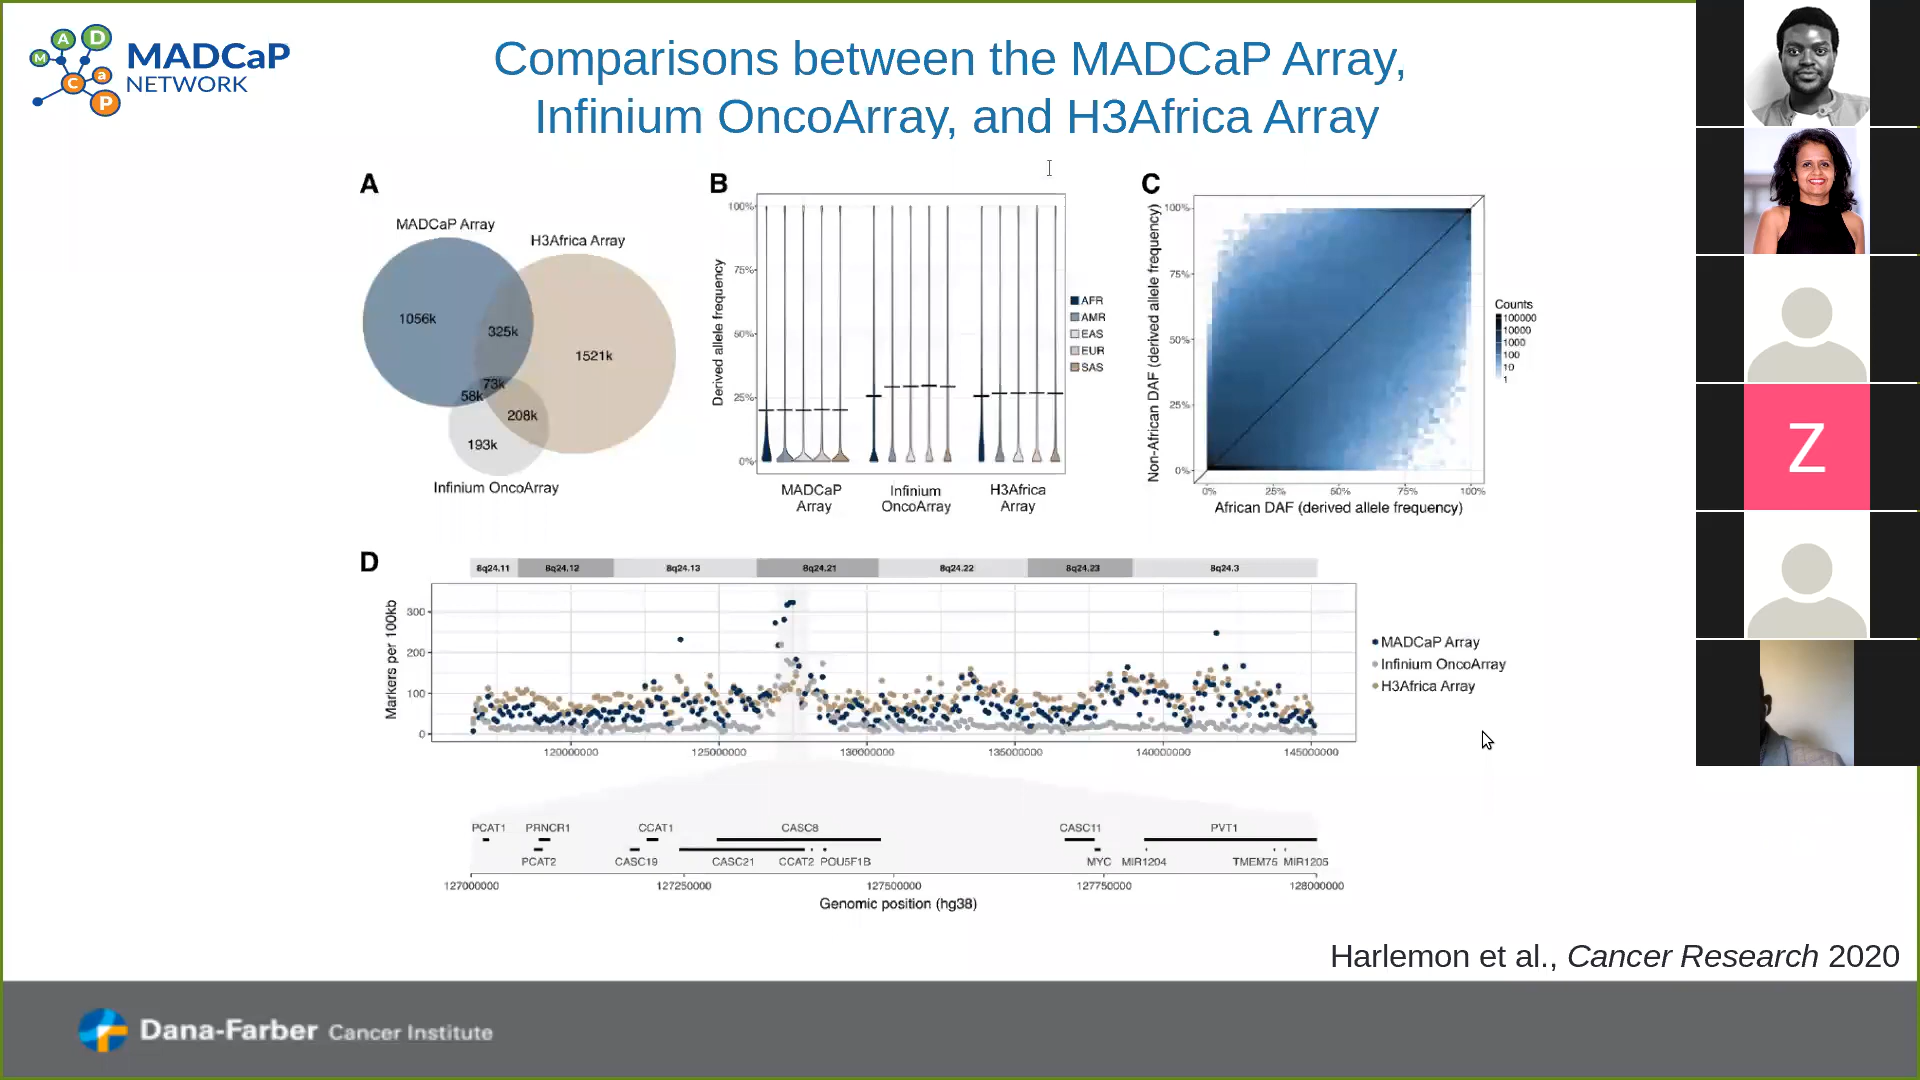 MADCaP
NETWORK
M
A
D
C
a
P
Comparisons between the MADCaP Array,
Infinium OncoArray, and H3Africa Array
A
MADCaP Array
H3Africa Array
1056k
325k
1521k
73k
58k
208k
193k
Infinium OncoArray
B
Derived allele frequency
100%
75%
50%
25%
0%
MADCaP
Array
Infinium
OncoArray
H3Africa
Array
AFR
AMR
EAS
EUR
SAS
C
Non-African DAF (derived allele frequency)
100%
75%
50%
25%
0%
0%
25%
50%
75%
100%
African DAF (derived allele frequency)
Counts
100000
10000
1000
100
10
1
D
8q24.11
8q24.12
8q24.13
8q24.21
8q24.22
8q24.23
8q24.3
Markers per 100kb
300
200
100
0
120000000
125000000
130000000
135000000
140000000
145000000
MADCaP Array
Infinium OncoArray
H3Africa Array
PCAT1
PRNCR1
CCAT1
CASC8
CASC11
PVT1
PCAT2
CASC19
CASC21
CCAT2
POU5F1B
MYC
MIR1204
TMEM75
MIR1205
127000000
127250000
127500000
127750000
128000000
Genomic position (hg38)
Harlemon et al., Cancer Research 2020
Dana-Farber Cancer Institute
Z